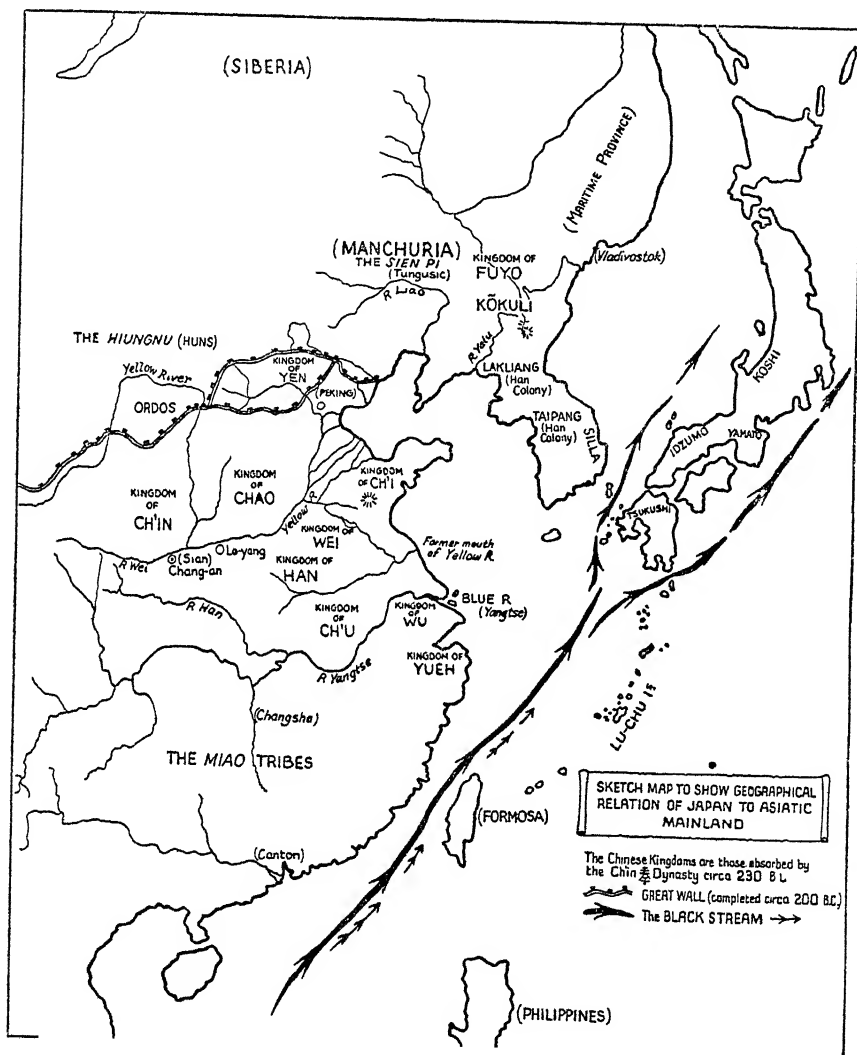 (SIBERIA)
(MARITIME PROVINCE)
(MANCHURIA)
THE SIEN PI
(Tungusic)
R Liao
KINGDOM OF
FUYO
(Vladivostok)
KŌKULI
R Yalu
THE HIUNGNU (HUNS)
Yellow River
KINGDOM
OF
YEN
(PEKING)
ORDOS
LAKLIANG
(Han
Colony)
TAIPANG
(Han
Colony)
SILLA
KOSHI
IDZUMO
YAMATO
TSUKUSHI
KINGDOM
OF
CH'IN
KINGDOM
OF
CHAO
KINGDOM
OF CH'I
Yellow R.
KINGDOM
OF
WEI
Former mouth
of Yellow R.
R Wei
(Sian)
Chang-an
Lo-yang
KINGDOM OF
HAN
R Han
KINGDOM
OF
CH'U
KINGDOM
OF
WU
BLUE R
(Yangtse)
R Yangtse
KINGDOM OF
YUEH
LU-CHU Is
(Changsha)
THE MIAO TRIBES
(FORMOSA)
(Canton)
(PHILIPPINES)
SKETCH MAP TO SHOW GEOGRAPHICAL
RELATION OF JAPAN TO ASIATIC
MAINLAND
The Chinese Kingdoms are those absorbed by
the Ch'in 秦 Dynasty circa 230 B C
GREAT WALL (completed circa 200 B.C.)
The BLACK STREAM